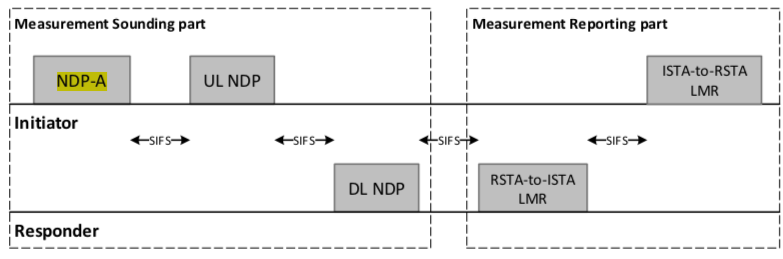 Measurement Sounding part
Measurement Reporting part
NDP-A
UL NDP
ISTA-to-RSTA
LMR
Initiator
SIFS
SIFS
SIFS
SIFS
DL NDP
RSTA-to-ISTA
LMR
Responder